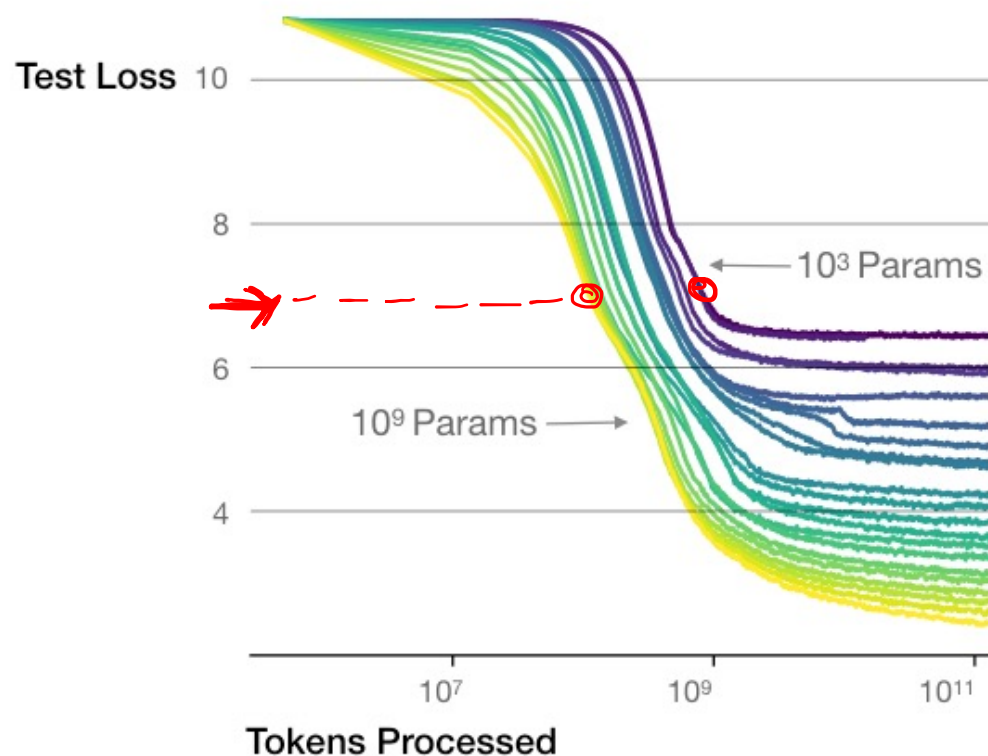 Test Loss 10
8
10³ Params
6
10⁹ Params
4
10⁷ 10⁹ 10¹¹
Tokens Processed